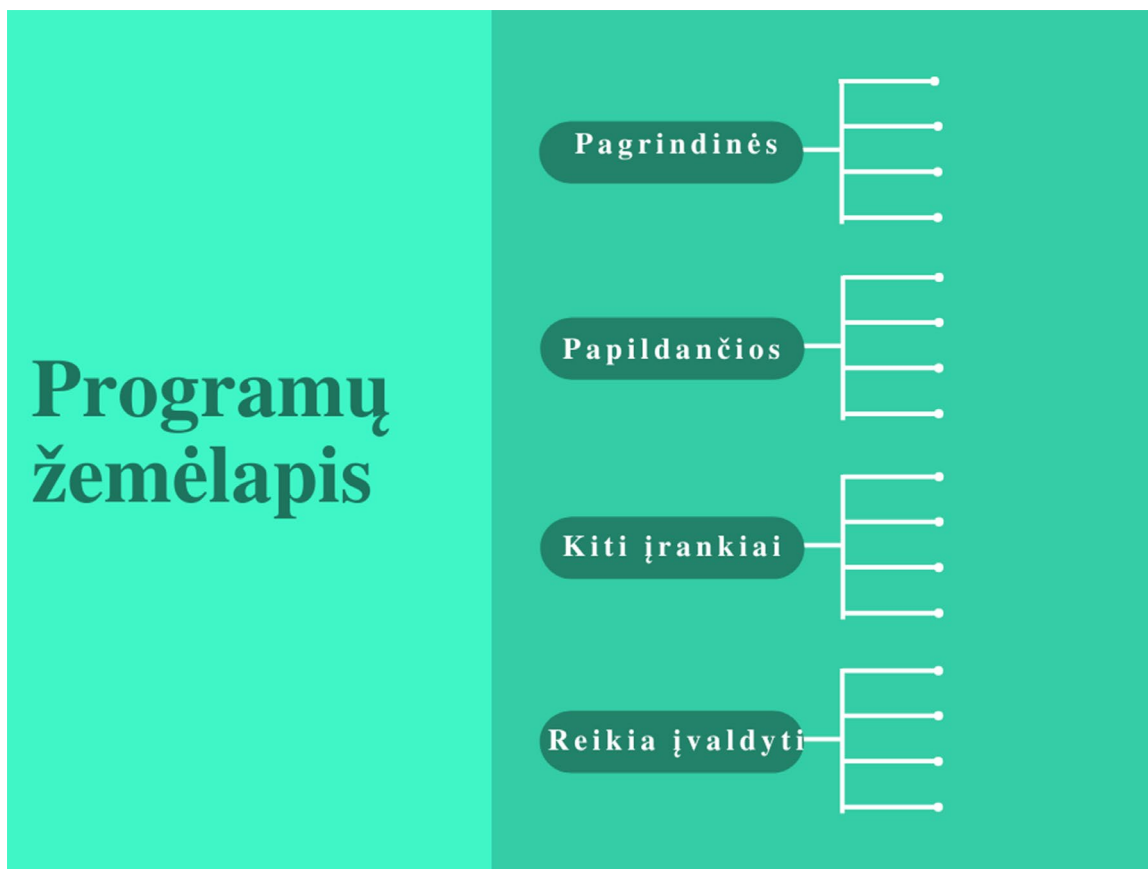 Programų
žemėlapis
Pagrindinės
Papildančios
Kiti įrankiai
Reikia įvaldyti